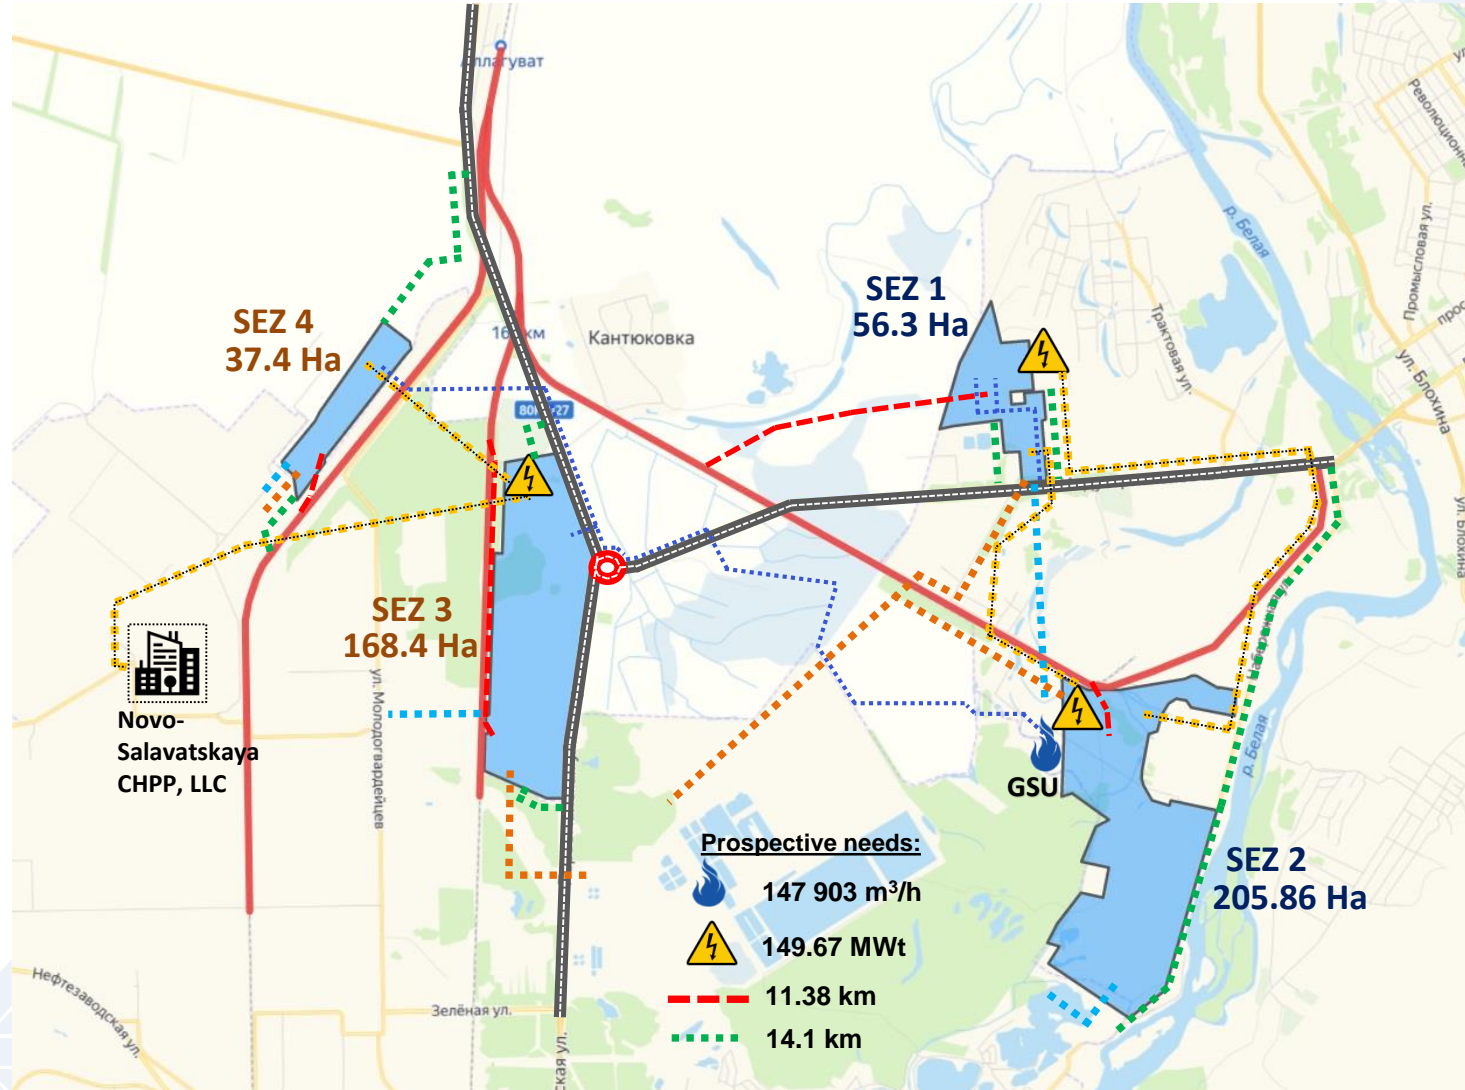 р. Белая
Промысловая ул.
SEZ 1
56.3 Ha
Трактовая ул.
SEZ 4
37.4 Ha
Кантюковка
ул. Блохина
SEZ 3
168.4 Ha
ул. Молодогвардейцев
Novo-
Salavatskaya
CHPP, LLC
р. Белая
GSU
Prospective needs:
147 903 m³/h
149.67 MWt
11.38 km
14.1 km
SEZ 2
205.86 Ha
Нефтезаводская ул.
Зелёная ул.